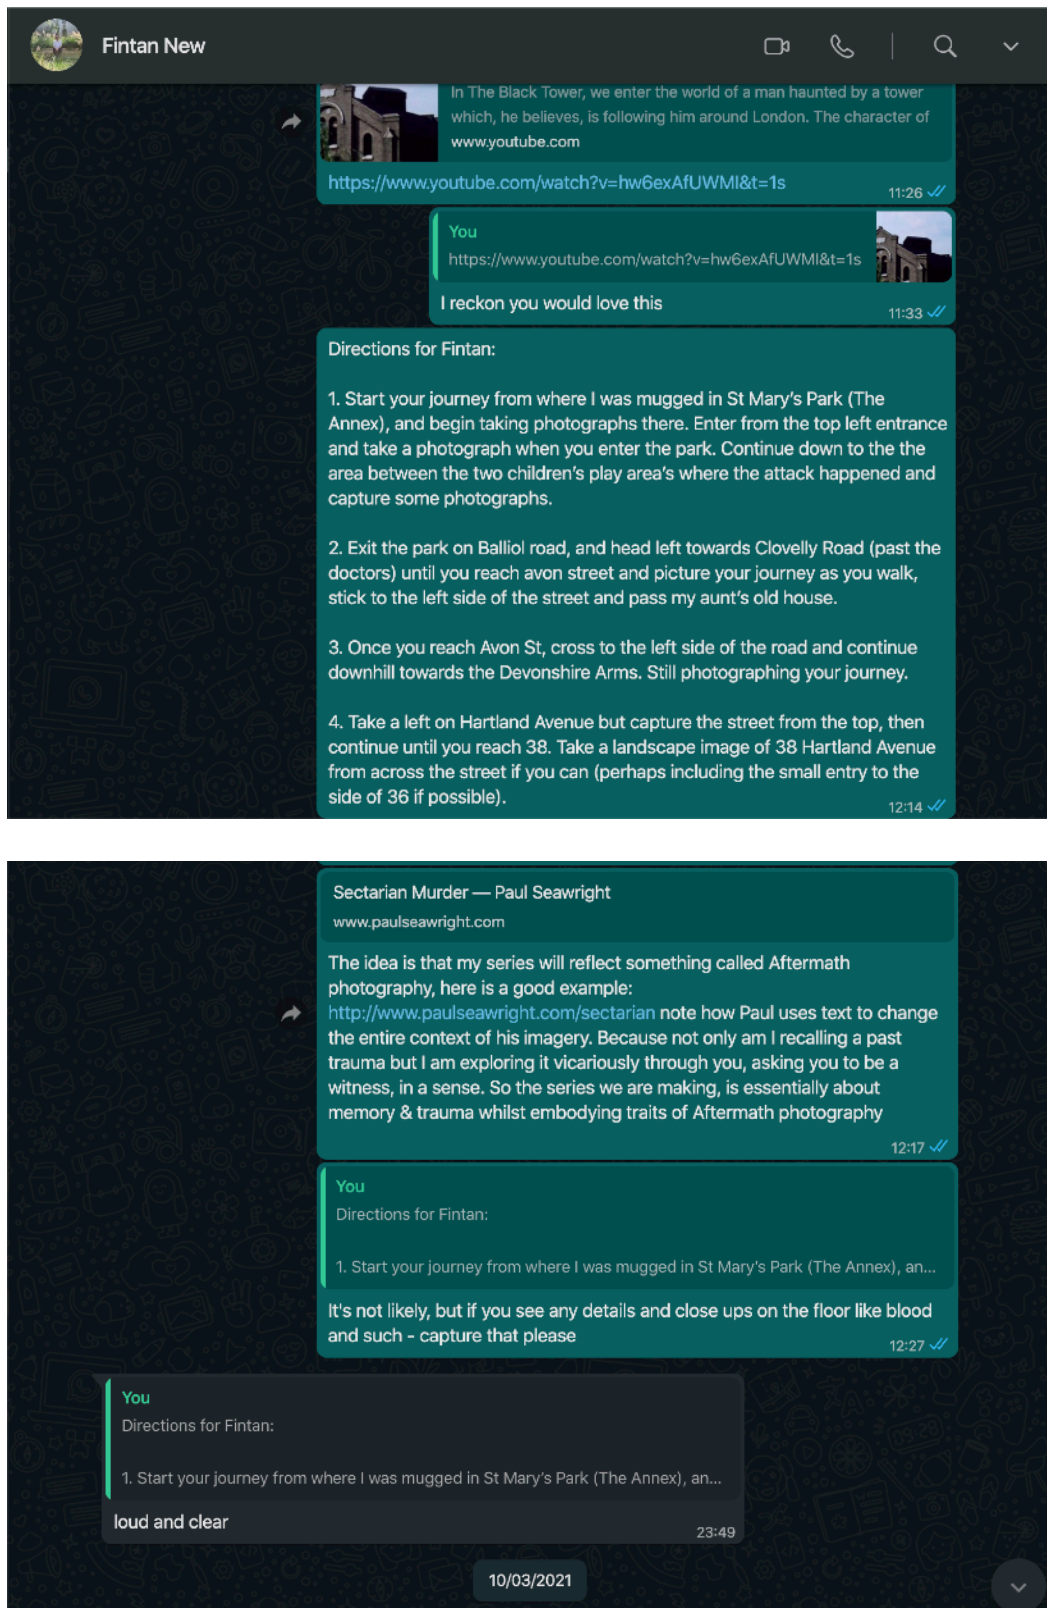 Fintan New
In The Black Tower, we enter the world of a man haunted by a tower
which, he believes, is following him around London. The character of
www.youtube.com
https://www.youtube.com/watch?v=hw6exAfUWMI&t=1s
11:26
You
https://www.youtube.com/watch?v=hw6exAfUWMI&t=1s
I reckon you would love this
11:33
Directions for Fintan:
1. Start your journey from where I was mugged in St Mary's Park (The
Annex), and begin taking photographs there. Enter from the top left entrance
and take a photograph when you enter the park. Continue down to the the
area between the two children's play area's where the attack happened and
capture some photographs.
2. Exit the park on Balliol road, and head left towards Clovelly Road (past the
doctors) until you reach avon street and picture your journey as you walk,
stick to the left side of the street and pass my aunt's old house.
3. Once you reach Avon St, cross to the left side of the road and continue
downhill towards the Devonshire Arms. Still photographing your journey.
4. Take a left on Hartland Avenue but capture the street from the top, then
continue until you reach 38. Take a landscape image of 38 Hartland Avenue
from across the street if you can (perhaps including the small entry to the
side of 36 if possible).
12:14
Sectarian Murder — Paul Seawright
www.paulseawright.com
The idea is that my series will reflect something called Aftermath
photography, here is a good example:
http://www.paulseawright.com/sectarian note how Paul uses text to change
the entire context of his imagery. Because not only am I recalling a past
trauma but I am exploring it vicariously through you, asking you to be a
witness, in a sense. So the series we are making, is essentially about
memory & trauma whilst embodying traits of Aftermath photography
12:17
You
Directions for Fintan:
1. Start your journey from where I was mugged in St Mary's Park (The Annex), an...
It's not likely, but if you see any details and close ups on the floor like blood
and such - capture that please
12:27
You
Directions for Fintan:
1. Start your journey from where I was mugged in St Mary's Park (The Annex), an...
loud and clear
23:49
10/03/2021